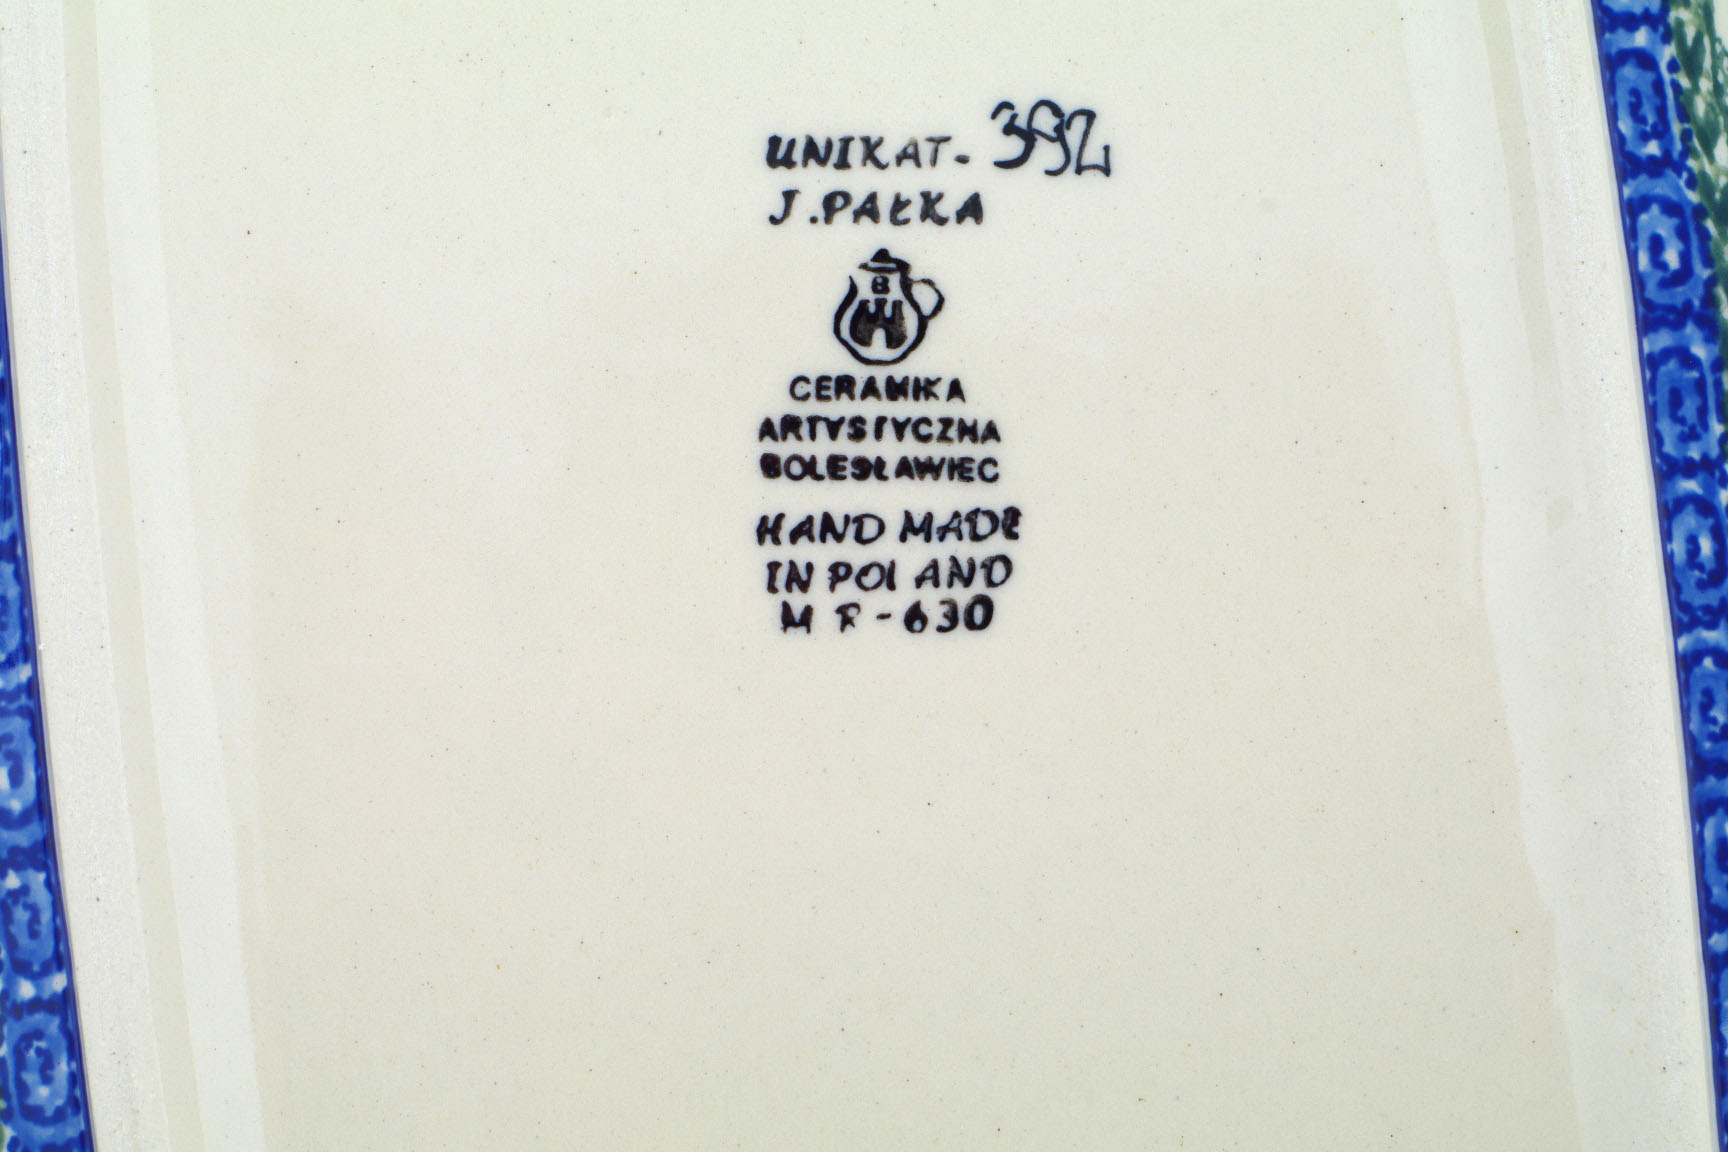 UNIKAT- 392
J. PAŁKA
B
CERAMIKA
ARTYSTYCZNA
BOLESŁAWIEC
HAND MADE
IN POLAND
M R-630